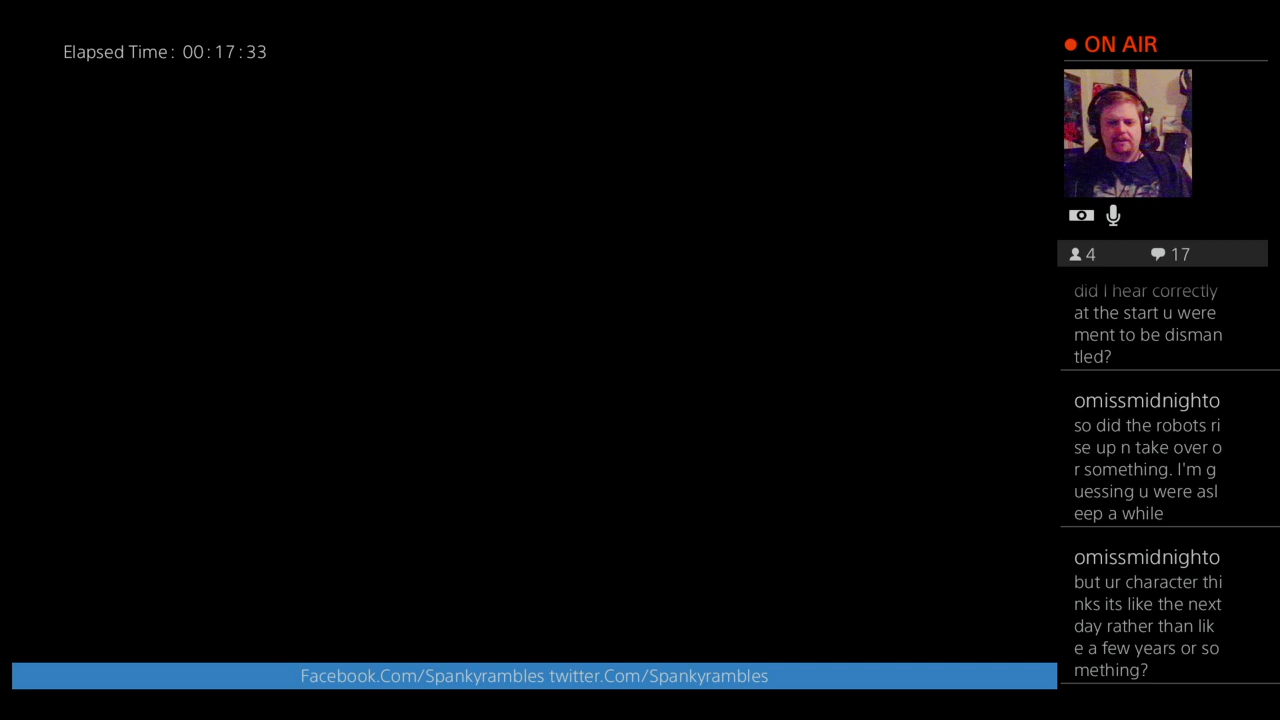 Elapsed Time: 00:17:33
ON AIR
4 17
did I hear correctly
at the start u were
ment to be disman
tled?
omissmidnighto
so did the robots ri
se up n take over o
r something. I'm g
uessing u were asl
eep a while
omissmidnighto
but ur character thi
nks its like the next
day rather than lik
e a few years or so
mething?
Facebook.Com/Spankyrambles twitter.Com/Spankyrambles